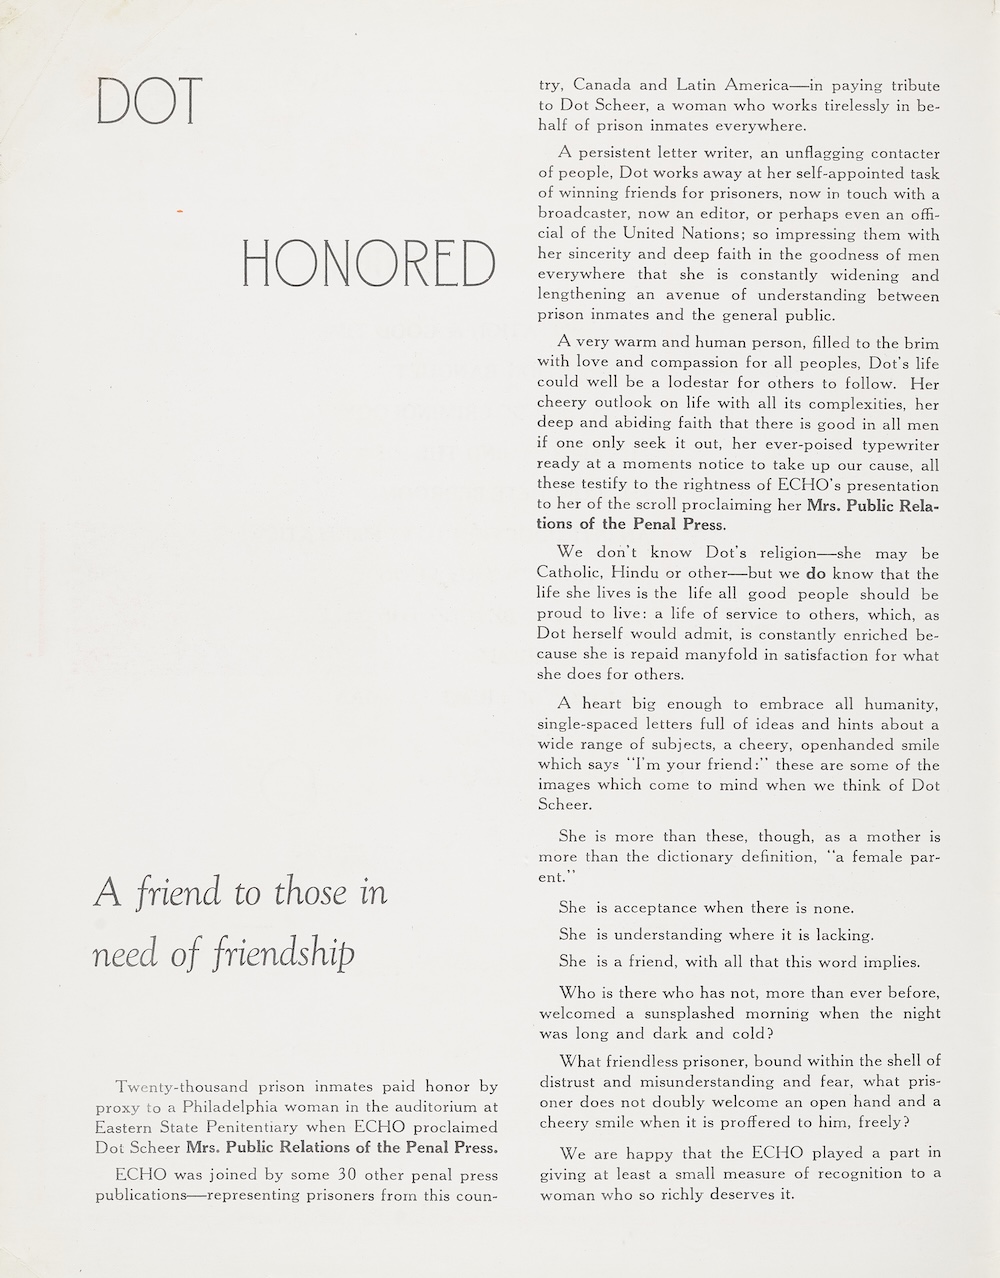 DOT
HONORED
A friend to those in
need of friendship
Twenty-thousand prison inmates paid honor by
proxy to a Philadelphia woman in the auditorium at
Eastern State Penitentiary when ECHO proclaimed
Dot Scheer Mrs. Public Relations of the Penal Press.
ECHO was joined by some 30 other penal press
publications—representing prisoners from this coun-
try, Canada and Latin America—in paying tribute
to Dot Scheer, a woman who works tirelessly in be-
half of prison inmates everywhere.
A persistent letter writer, an unflagging contacter
of people, Dot works away at her self-appointed task
of winning friends for prisoners, now in touch with a
broadcaster, now an editor, or perhaps even an offi-
cial of the United Nations; so impressing them with
her sincerity and deep faith in the goodness of men
everywhere that she is constantly widening and
lengthening an avenue of understanding between
prison inmates and the general public.
A very warm and human person, filled to the brim
with love and compassion for all peoples, Dot's life
could well be a lodestar for others to follow. Her
cheery outlook on life with all its complexities, her
deep and abiding faith that there is good in all men
if one only seek it out, her ever-poised typewriter
ready at a moments notice to take up our cause, all
these testify to the rightness of ECHO's presentation
to her of the scroll proclaiming her Mrs. Public Rela-
tions of the Penal Press.
We don't know Dot's religion—she may be
Catholic, Hindu or other—but we do know that the
life she lives is the life all good people should be
proud to live: a life of service to others, which, as
Dot herself would admit, is constantly enriched be-
cause she is repaid manyfold in satisfaction for what
she does for others.
A heart big enough to embrace all humanity,
single-spaced letters full of ideas and hints about a
wide range of subjects, a cheery, openhanded smile
which says "I'm your friend:" these are some of the
images which come to mind when we think of Dot
Scheer.
She is more than these, though, as a mother is
more than the dictionary definition, "a female par-
ent."
She is acceptance when there is none.
She is understanding where it is lacking.
She is a friend, with all that this word implies.
Who is there who has not, more than ever before,
welcomed a sunsplashed morning when the night
was long and dark and cold?
What friendless prisoner, bound within the shell of
distrust and misunderstanding and fear, what pris-
oner does not doubly welcome an open hand and a
cheery smile when it is proffered to him, freely?
We are happy that the ECHO played a part in
giving at least a small measure of recognition to a
woman who so richly deserves it.